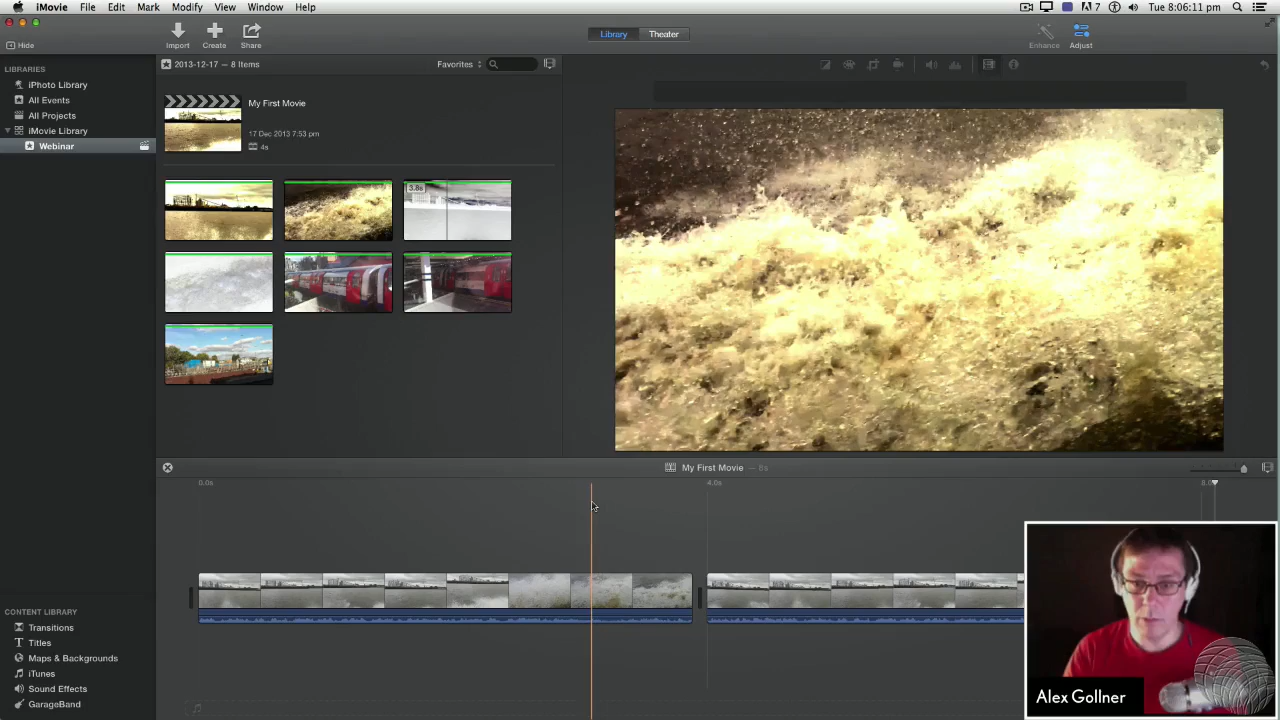 iMovie File Edit Mark Modify View Window Help
7 Tue 8:06:11 pm
Hide
Import Create Share
Library Theater
Enhance Adjust
LIBRARIES
iPhoto Library
All Events
All Projects
iMovie Library
Webinar
2013-12-17 — 8 Items
Favorites
My First Movie
17 Dec 2013 7:53 pm
4s
3.8s
My First Movie — 8s
0.0s
4.0s
8.0
CONTENT LIBRARY
Transitions
Titles
Maps & Backgrounds
iTunes
Sound Effects
GarageBand
Alex Gollner